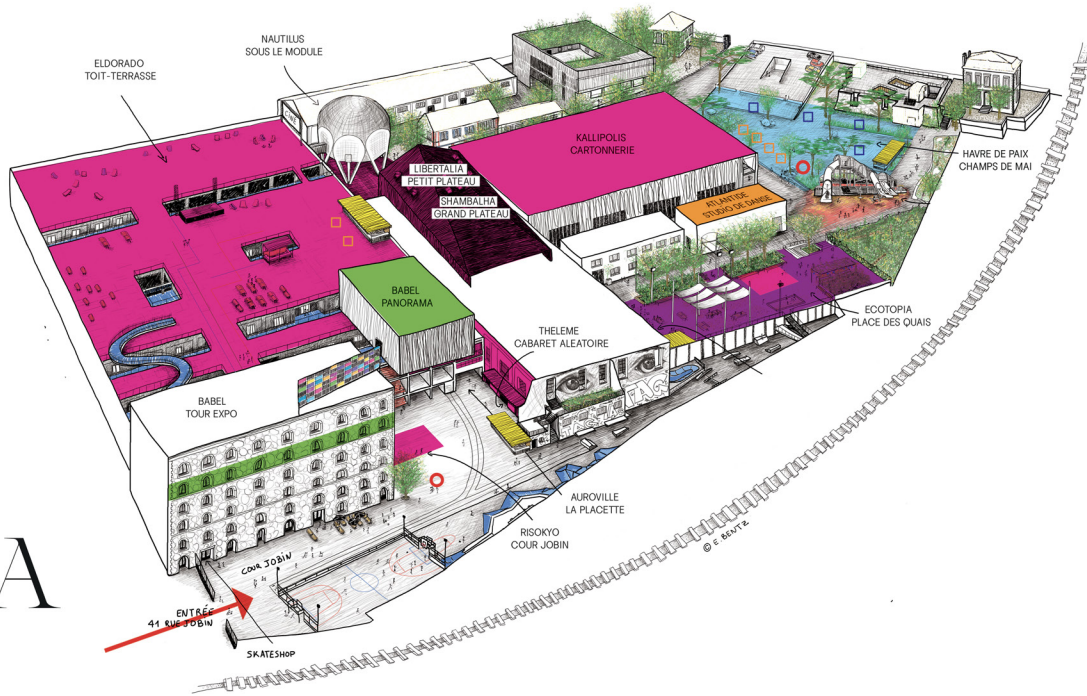 NAUTILUS
SOUS LE MODULE
ELDORADO
TOIT-TERRASSE
KALLIPOLIS
CARTONNERIE
LIBERTALIA
PETIT PLATEAU
SHAMBALHA
GRAND PLATEAU
HAVRE DE PAIX
CHAMPS DE MAI
ATLANTIDE
STUDIO DE DANSE
BABEL
PANORAMA
ECOTOPIA
PLACE DES QUAIS
THELEME
CABARET ALEATOIRE
BABEL
TOUR EXPO
AUROVILLE
LA PLACETTE
RISOKYO
COUR JOBIN
© E. BENTZ
COUR JOBIN
A
ENTRÉE
41 RUE JOBIN
SKATESHOP